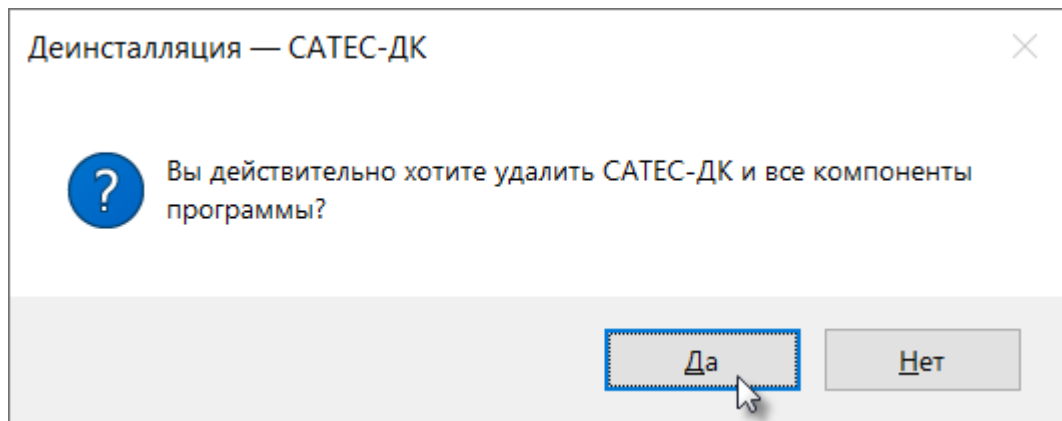 Деинсталляция — САТЕС-ДК
Вы действительно хотите удалить САТЕС-ДК и все компоненты
программы?
Да
Нет